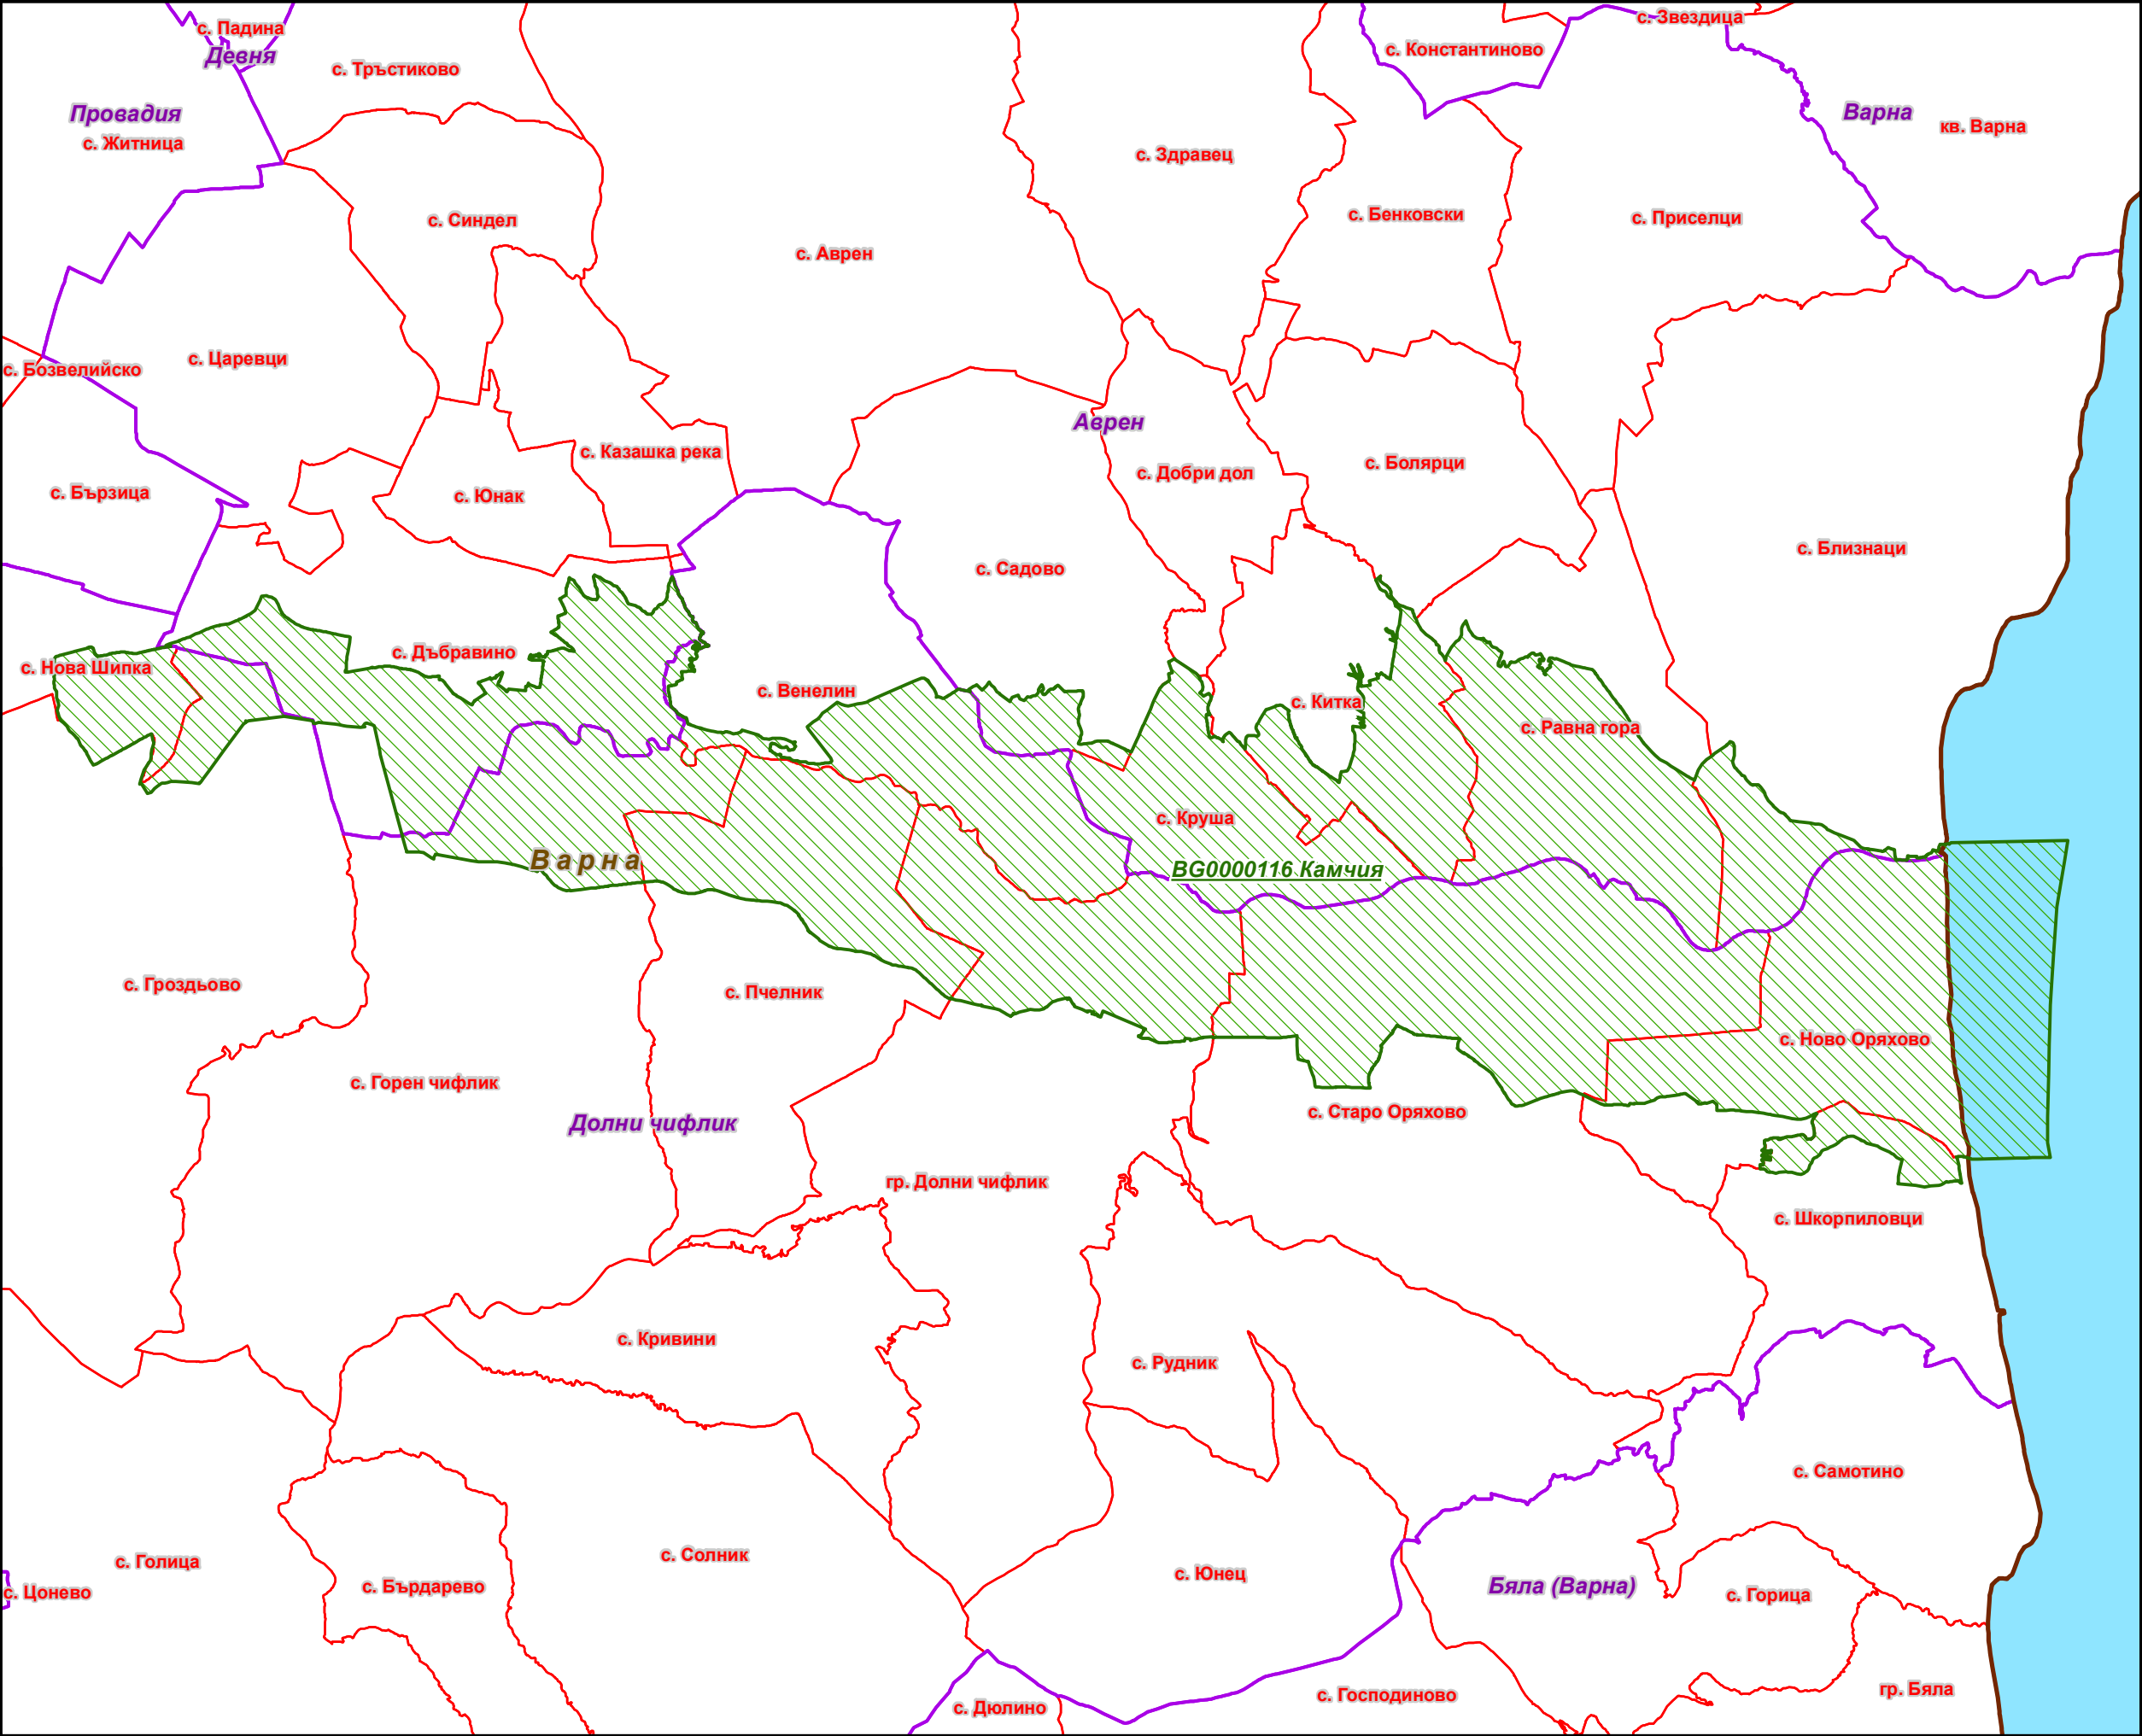 с. Падина
с. Звездица
Девня
с. Константиново
с. Тръстиково
Провадия
Варна
кв. Варна
с. Житница
с. Здравец
с. Синдел
с. Бенковски
с. Приселци
с. Аврен
с. Царевци
с. Бозвелийско
Аврен
с. Казашка река
с. Болярци
с. Добри дол
с. Бързица
с. Юнак
с. Близнаци
с. Садово
с. Дъбравино
с. Нова Шипка
с. Венелин
с. Китка
с. Равна гора
с. Круша
Варна
BG0000116 Камчия
с. Гроздьово
с. Пчелник
с. Ново Оряхово
с. Горен чифлик
с. Старо Оряхово
Долни чифлик
гр. Долни чифлик
с. Шкорпиловци
с. Кривини
с. Рудник
с. Самотино
с. Солник
с. Голица
с. Юнец
с. Бърдарево
Бяла (Варна)
с. Цонево
с. Горица
гр. Бяла
с. Господиново
с. Дюлино